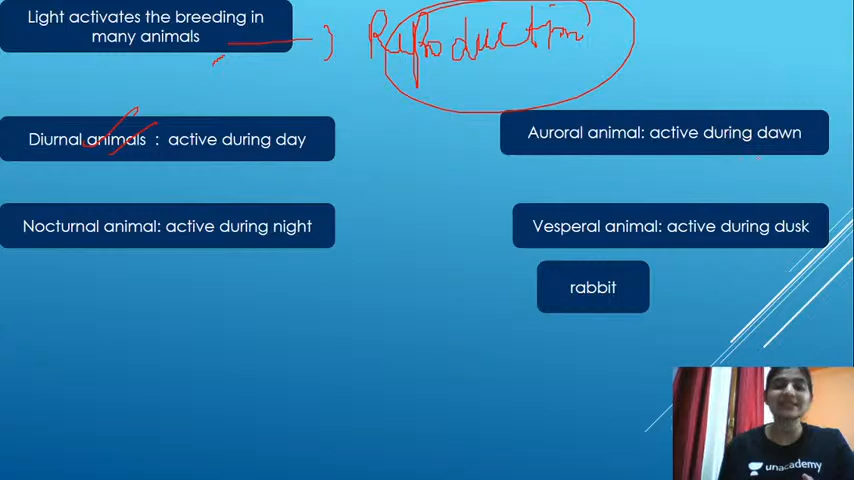 Light activates the breeding in
many animals
Reproduction
Diurnal animals : active during day
Auroral animal: active during dawn
Nocturnal animal: active during night
Vesperal animal: active during dusk
rabbit
unacademy